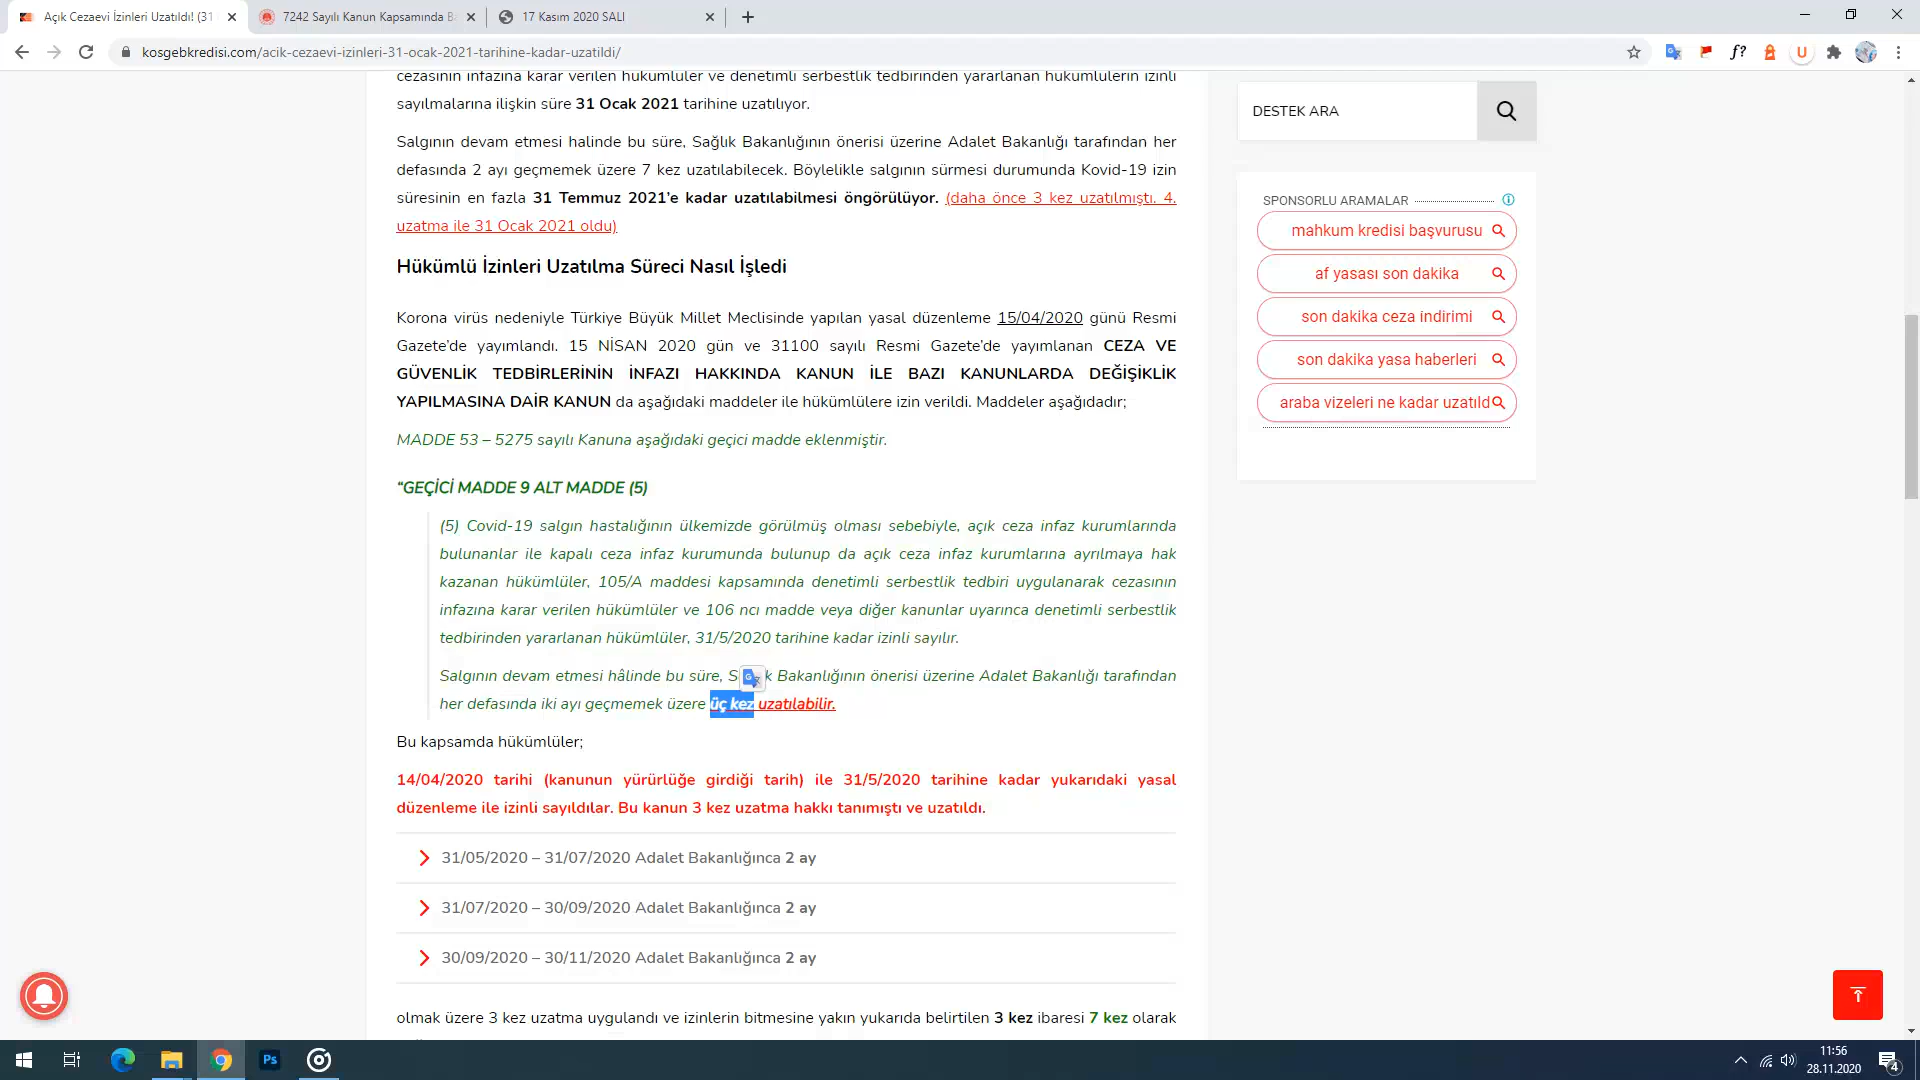 Açık Cezaevi İzinleri Uzatıldı! (31
7242 Sayılı Kanun Kapsamında B
17 Kasım 2020 SALI
kosgebkredisi.com/acik-cezaevi-izinleri-31-ocak-2021-tarihine-kadar-uzatildi/
cezasının infazına karar verilen hükümlüler ve denetimli serbestlik tedbirinden yararlanan hükümlülerin izinli
sayılmalarına ilişkin süre 31 Ocak 2021 tarihine uzatılıyor.
Salgının devam etmesi halinde bu süre, Sağlık Bakanlığının önerisi üzerine Adalet Bakanlığı tarafından her
defasında 2 ayı geçmemek üzere 7 kez uzatılabilecek. Böylelikle salgının sürmesi durumunda Kovid-19 izin
süresinin en fazla 31 Temmuz 2021’e kadar uzatılabilmesi öngörülüyor. (daha önce 3 kez uzatılmıştı. 4.
uzatma ile 31 Ocak 2021 oldu)
Hükümlü İzinleri Uzatılma Süreci Nasıl İşledi
Korona virüs nedeniyle Türkiye Büyük Millet Meclisinde yapılan yasal düzenleme 15/04/2020 günü Resmi
Gazete’de yayımlandı. 15 NİSAN 2020 gün ve 31100 sayılı Resmi Gazete’de yayımlanan CEZA VE
GÜVENLİK TEDBİRLERİNİN İNFAZI HAKKINDA KANUN İLE BAZI KANUNLARDA DEĞİŞİKLİK
YAPILMASINA DAİR KANUN da aşağıdaki maddeler ile hükümlülere izin verildi. Maddeler aşağıdadır;
MADDE 53 – 5275 sayılı Kanuna aşağıdaki geçici madde eklenmiştir.
“GEÇİCİ MADDE 9 ALT MADDE (5)
(5) Covid-19 salgın hastalığının ülkemizde görülmüş olması sebebiyle, açık ceza infaz kurumlarında
bulunanlar ile kapalı ceza infaz kurumunda bulunup da açık ceza infaz kurumlarına ayrılmaya hak
kazanan hükümlüler, 105/A maddesi kapsamında denetimli serbestlik tedbiri uygulanarak cezasının
infazına karar verilen hükümlüler ve 106 ncı madde veya diğer kanunlar uyarınca denetimli serbestlik
tedbirinden yararlanan hükümlüler, 31/5/2020 tarihine kadar izinli sayılır.
Salgının devam etmesi hâlinde bu süre, S k Bakanlığının önerisi üzerine Adalet Bakanlığı tarafından
her defasında iki ayı geçmemek üzere üç kez uzatılabilir.
Bu kapsamda hükümlüler;
14/04/2020 tarihi (kanunun yürürlüğe girdiği tarih) ile 31/5/2020 tarihine kadar yukarıdaki yasal
düzenleme ile izinli sayıldılar. Bu kanun 3 kez uzatma hakkı tanımıştı ve uzatıldı.
31/05/2020 – 31/07/2020 Adalet Bakanlığınca 2 ay
31/07/2020 – 30/09/2020 Adalet Bakanlığınca 2 ay
30/09/2020 – 30/11/2020 Adalet Bakanlığınca 2 ay
olmak üzere 3 kez uzatma uygulandı ve izinlerin bitmesine yakın yukarıda belirtilen 3 kez ibaresi 7 kez olarak
DESTEK ARA
SPONSORLU ARAMALAR
mahkum kredisi başvurusu
af yasası son dakika
son dakika ceza indirimi
son dakika yasa haberleri
araba vizeleri ne kadar uzatıld
f?
U
Ps
11:56
28.11.2020
4